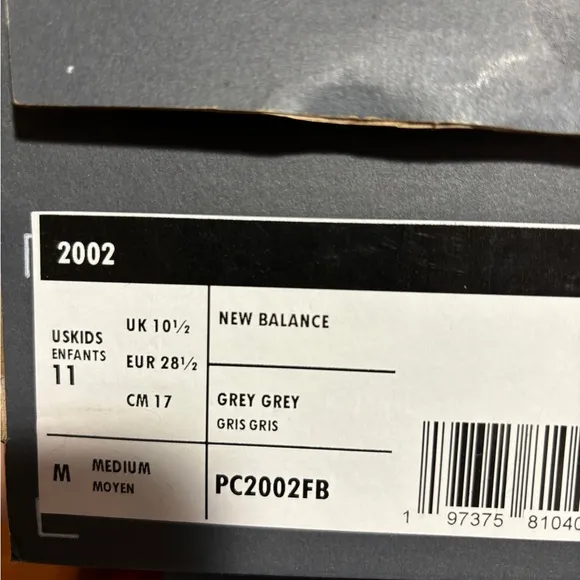 2002
USKIDS
ENFANTS
11
UK 10½
EUR 28½
CM 17
NEW BALANCE
GREY GREY
GRIS GRIS
M
MEDIUM
MOYEN
PC2002FB
1 97375 81040